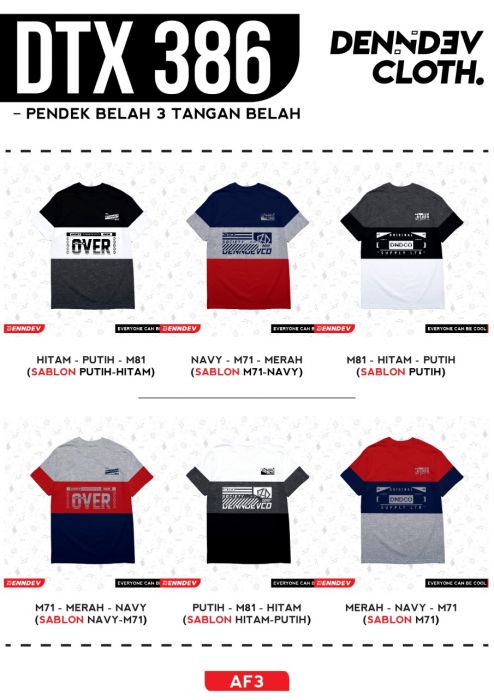 DTX 386
DENNDEV
CLOTH.
- PENDEK BELAH 3 TANGAN BELAH
OVER
DENNDEVCO
ORIGINAL
DNDCO
SUPPLY LTD
DENNDEV
EVERYONE CAN BE
DENNDEV
EVERYONE CAN BE
DENNDEV
EVERYONE CAN BE COOL
HITAM - PUTIH - M81
(SABLON PUTIH-HITAM)
NAVY - M71 - MERAH
(SABLON M71-NAVY)
M81 - HITAM - PUTIH
(SABLON PUTIH)
OVER
DENNDEVCO
ORIGINAL
DNDCO
SUPPLY LTD
DENNDEV
EVERYONE CAN BE
DENNDEV
EVERYONE CAN BE
DENNDEV
EVERYONE CAN BE COOL
M71 - MERAH - NAVY
(SABLON NAVY-M71)
PUTIH - M81 - HITAM
(SABLON HITAM-PUTIH)
MERAH - NAVY - M71
(SABLON M71)
AF3